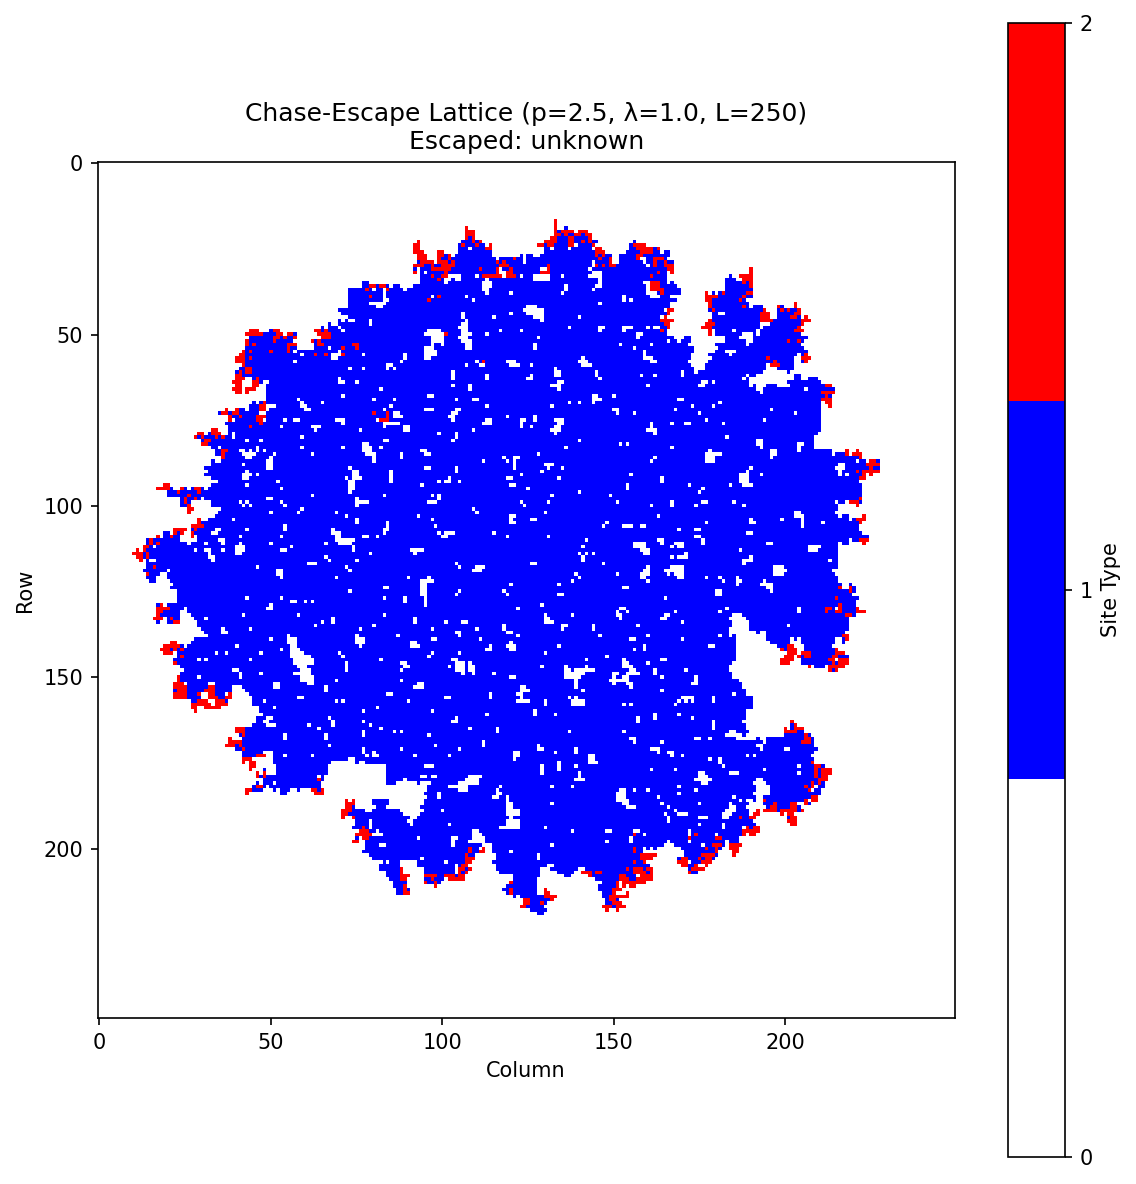 Chase-Escape Lattice (p=2.5, λ=1.0, L=250)
Escaped: unknown
0
50
100
150
200
Row
0
50
100
150
200
Column
2
1
0
Site Type